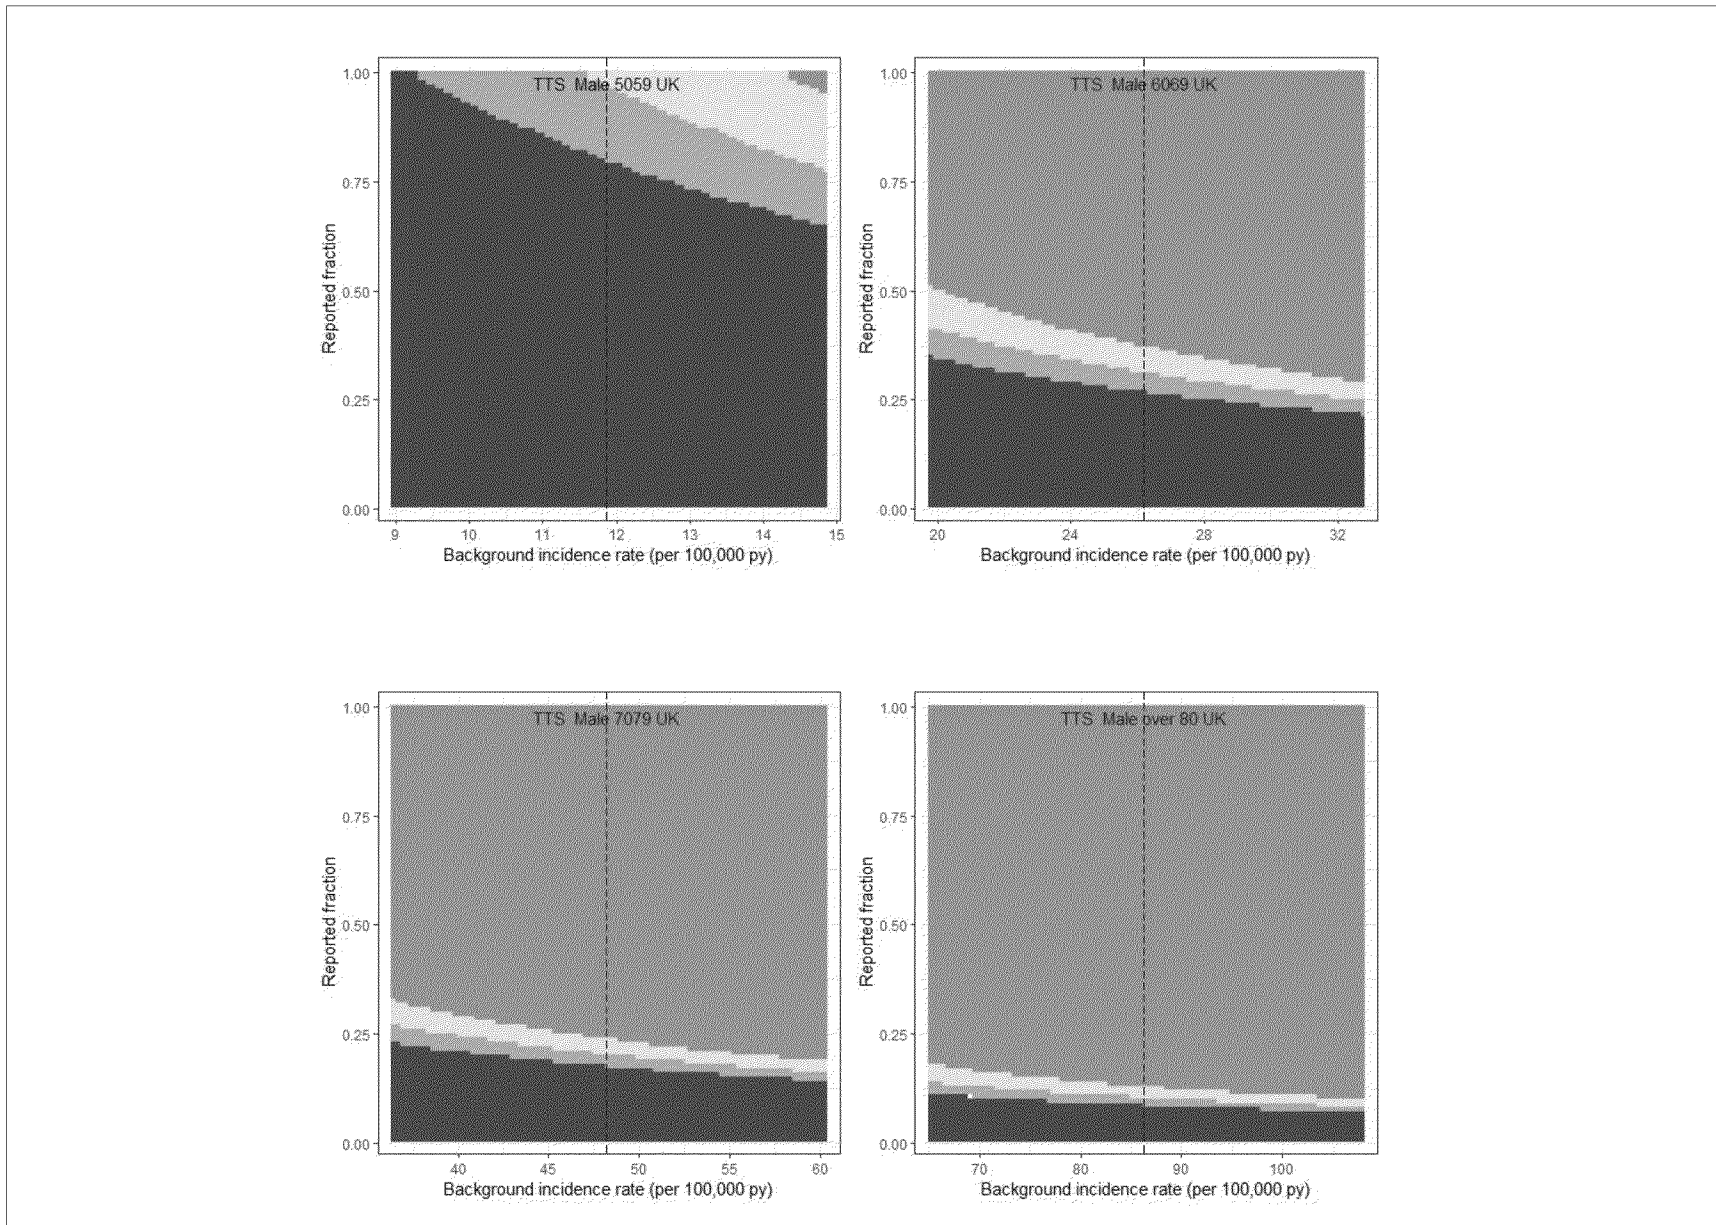 TTS Male 5059 UK
1.00
0.75
0.50
0.25
0.00
Reported fraction
9 10 11 12 13 14 15
Background incidence rate (per 100,000 py)
TTS Male 6069 UK
1.00
0.75
0.50
0.25
0.00
Reported fraction
20 24 28 32
Background incidence rate (per 100,000 py)
TTS Male 7079 UK
1.00
0.75
0.50
0.25
0.00
Reported fraction
40 45 50 55 60
Background incidence rate (per 100,000 py)
TTS Male over 80 UK
1.00
0.75
0.50
0.25
0.00
Reported fraction
70 80 90 100
Background incidence rate (per 100,000 py)